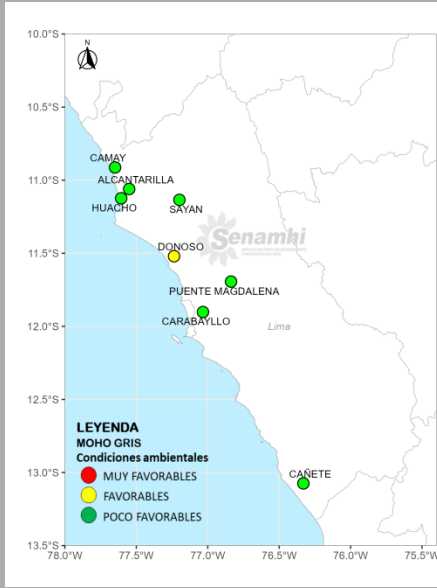 N
10.0°S
10.5°S
11.0°S
11.5°S
12.0°S
12.5°S
13.0°S
13.5°S
CAMAY
ALCANTARILLA
HUACHO
SAYAN
Senamhi
DONOSO
PUENTE MAGDALENA
CARABAYLLO
Lima
CAÑETE
LEYENDA
MOHO GRIS
Condiciones ambientales
MUY FAVORABLES
FAVORABLES
POCO FAVORABLES
78.0°W 77.5°W 77.0°W 76.5°W 76.0°W 75.5°W